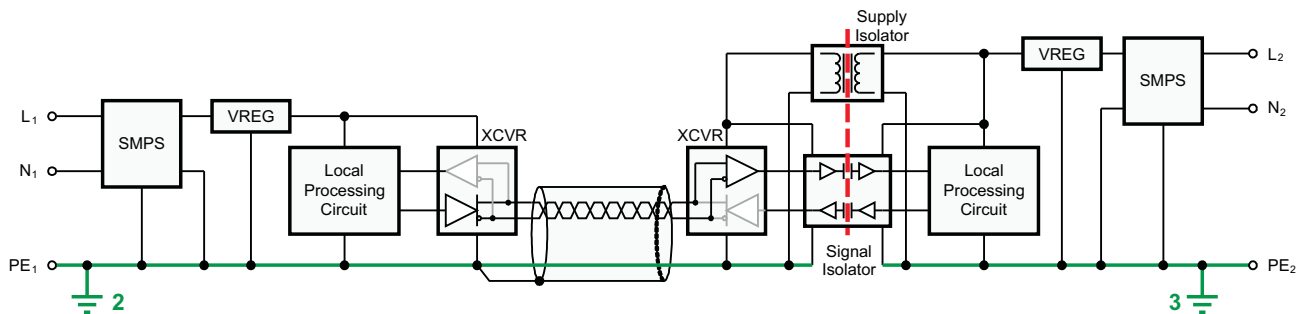 Supply
Isolator
L₁
N₁
PE₁
SMPS
VREG
Local
Processing
Circuit
XCVR
2
XCVR
Signal
Isolator
Local
Processing
Circuit
VREG
SMPS
L₂
N₂
PE₂
3